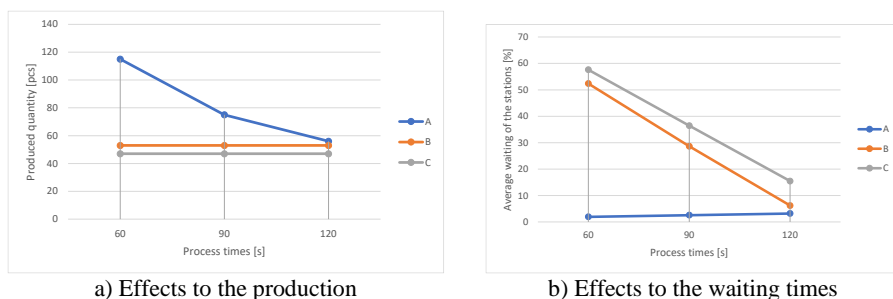 140
120
100
80
60
40
20
0
Produced quantity [pcs]
60 90 120
Process times [s]
A
B
C
70
60
50
40
30
20
10
0
Average waiting of the stations [%]
60 90 120
Process times [s]
A
B
C
a) Effects to the production
b) Effects to the waiting times